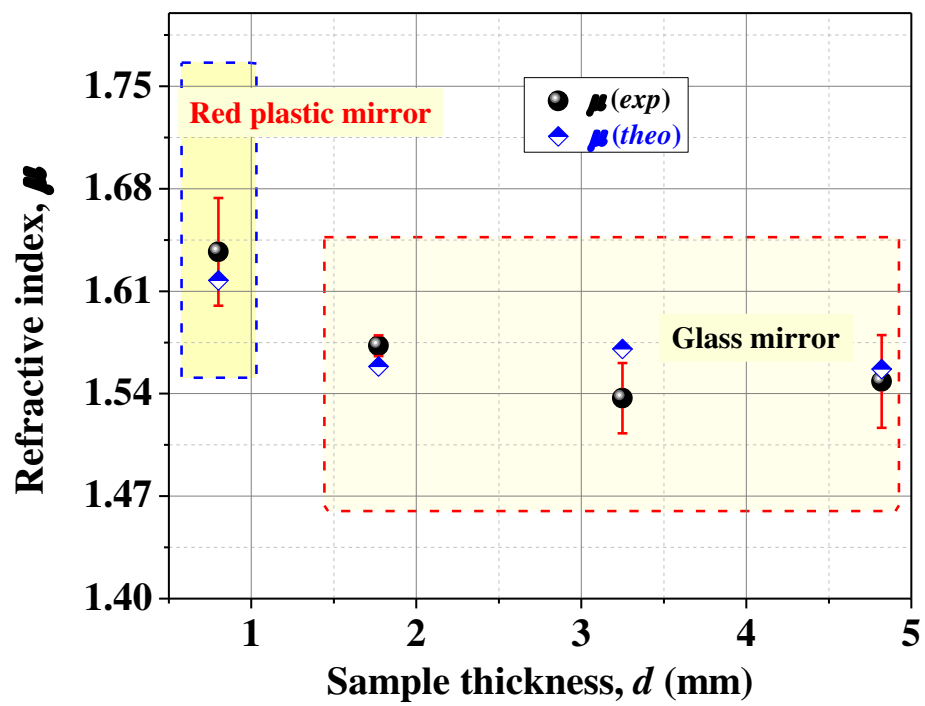 Refractive index, μ
1.75
1.68
1.61
1.54
1.47
1.40
Red plastic mirror
μ (exp)
μ (theo)
Glass mirror
1 2 3 4 5
Sample thickness, d (mm)